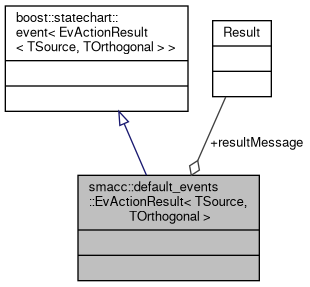 boost::statechart::
event< EvActionResult
< TSource, TOrthogonal > >
Result
+resultMessage
smacc::default_events
::EvActionResult< TSource,
TOrthogonal >